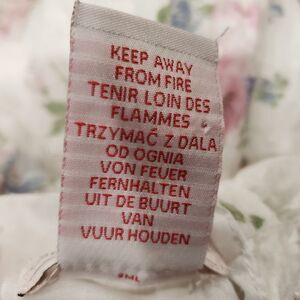 KEEP AWAY
FROM FIRE
TENIR LOIN DES
FLAMMES
TRZYMAĆ Z DALA
OD OGNIA
VON FEUER
FERNHALTEN
UIT DE BUURT
VAN
VUUR HOUDEN